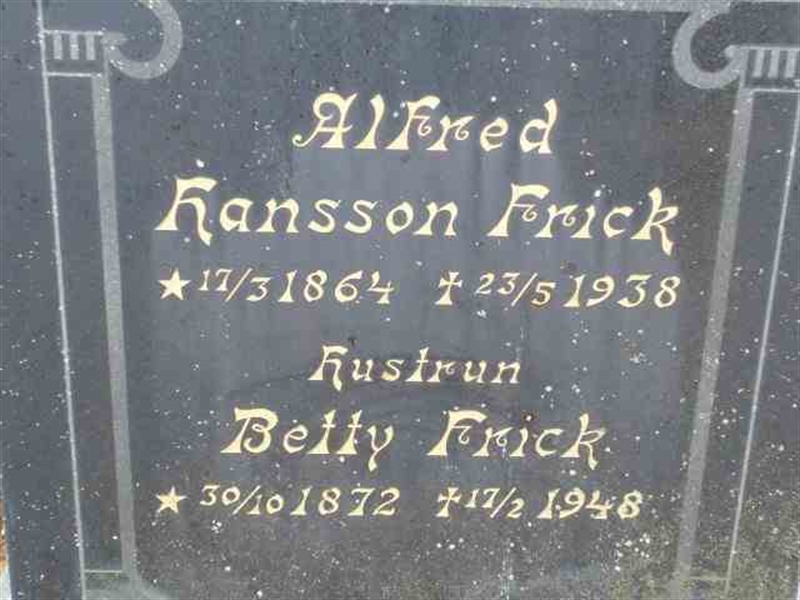 Alfred
Hansson Frick
★ 17/3 1864 ✝ 23/5 1938
Hustrun
Betty Frick
★ 30/10 1872 ✝ 17/2 1948